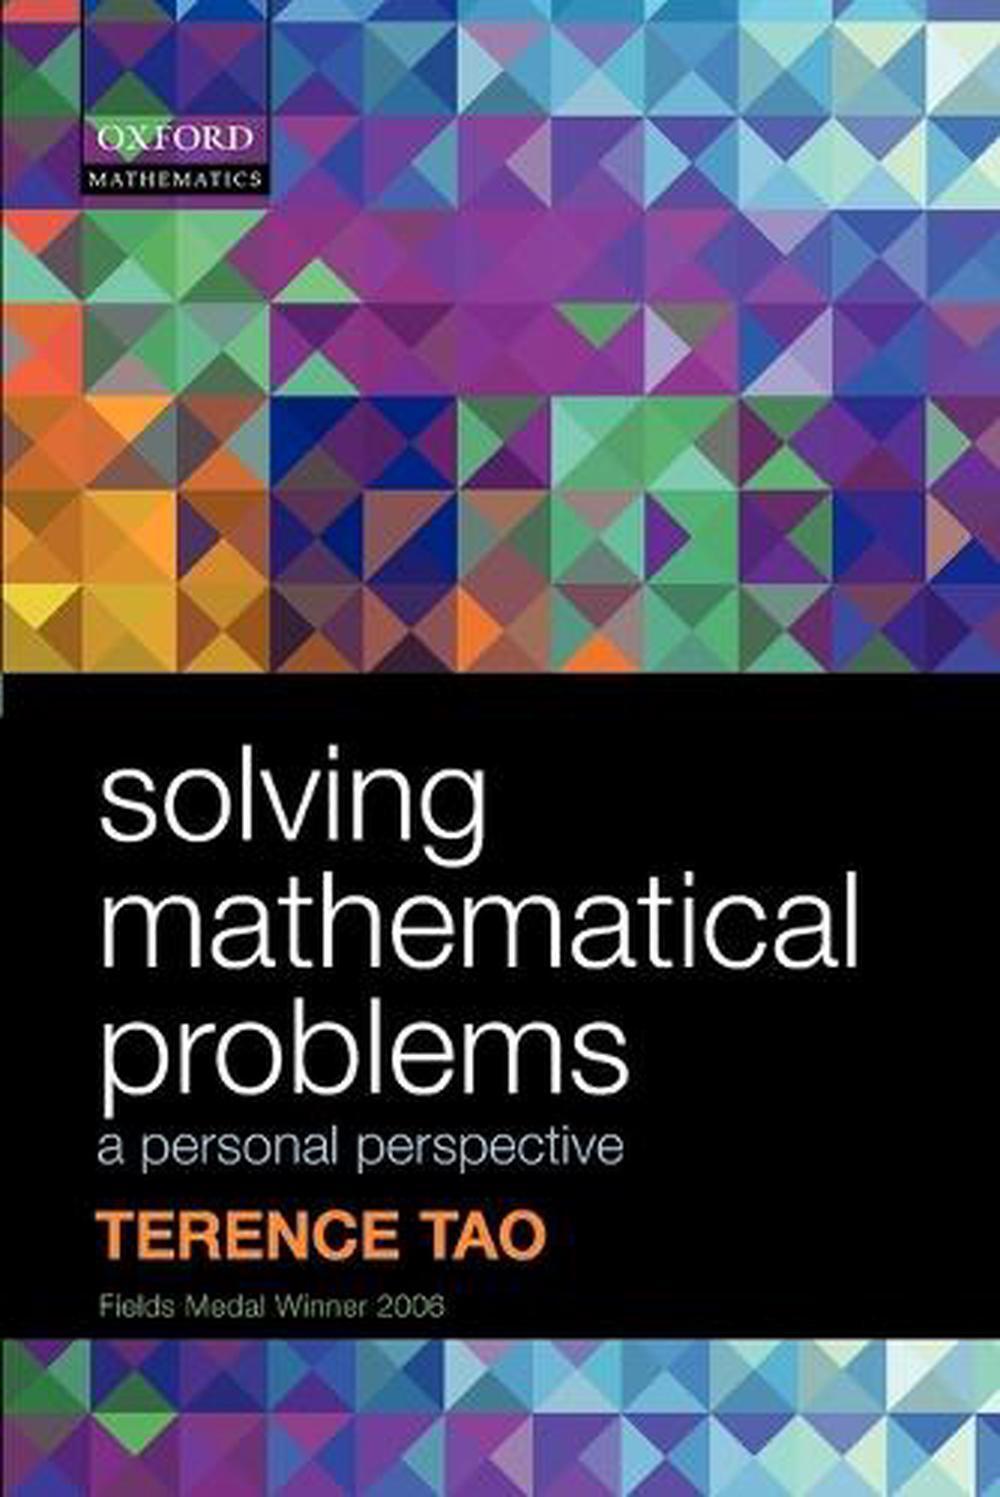 OXFORD
MATHEMATICS
solving
mathematical
problems
a personal perspective
TERENCE TAO
Fields Medal Winner 2006